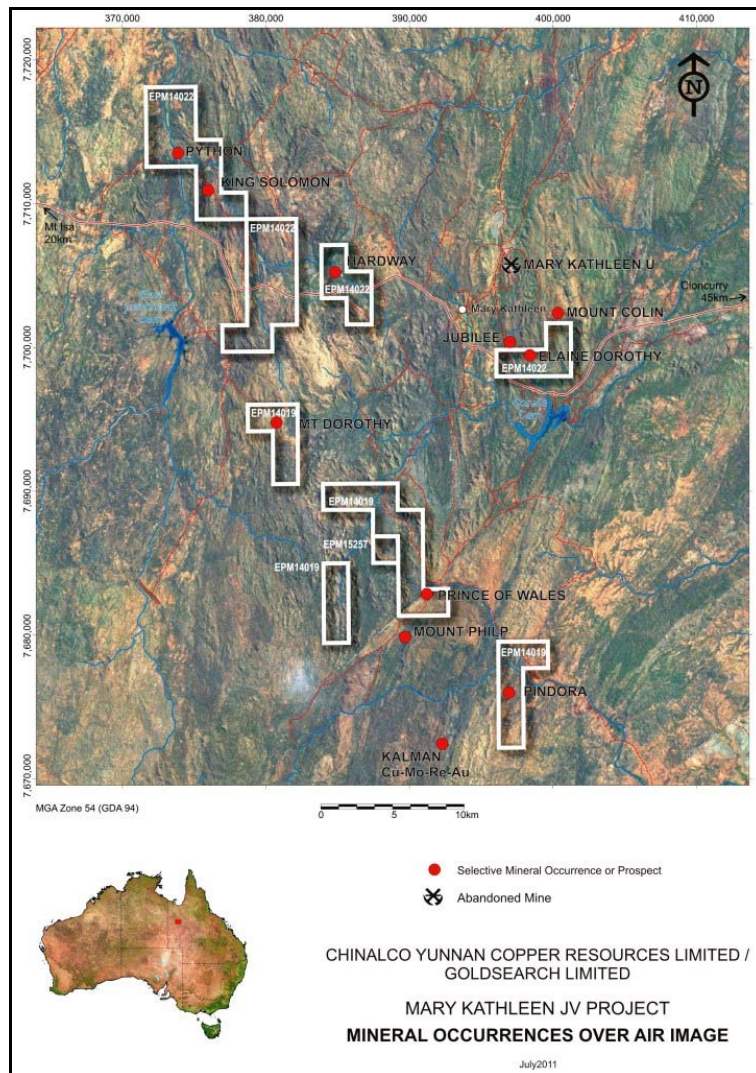 370,000
380,000
390,000
400,000
410,000
7,720,000
N
EPM14022
PYTHON
KING SOLOMON
7,710,000
EPM14022
Mt Isa
20km
HARDWAY
MARY KATHLEEN U
EPM14022
Cloncurry
45km
Mary Kathleen
MOUNT COLIN
JUBILEE
7,700,000
ELAINE DOROTHY
EPM14022
EPM14019
MT DOROTHY
7,690,000
EPM14019
EPM15257
EPM14019
PRINCE OF WALES
7,680,000
MOUNT PHILP
EPM14019
PINDORA
KALMAN
Cu-Mo-Re-Au
7,670,000
MGA Zone 54 (GDA 94)
0 5 10km
Selective Mineral Occurrence or Prospect
Abandoned Mine
CHINALCO YUNNAN COPPER RESOURCES LIMITED /
GOLDSEARCH LIMITED
MARY KATHLEEN JV PROJECT
MINERAL OCCURRENCES OVER AIR IMAGE
July2011